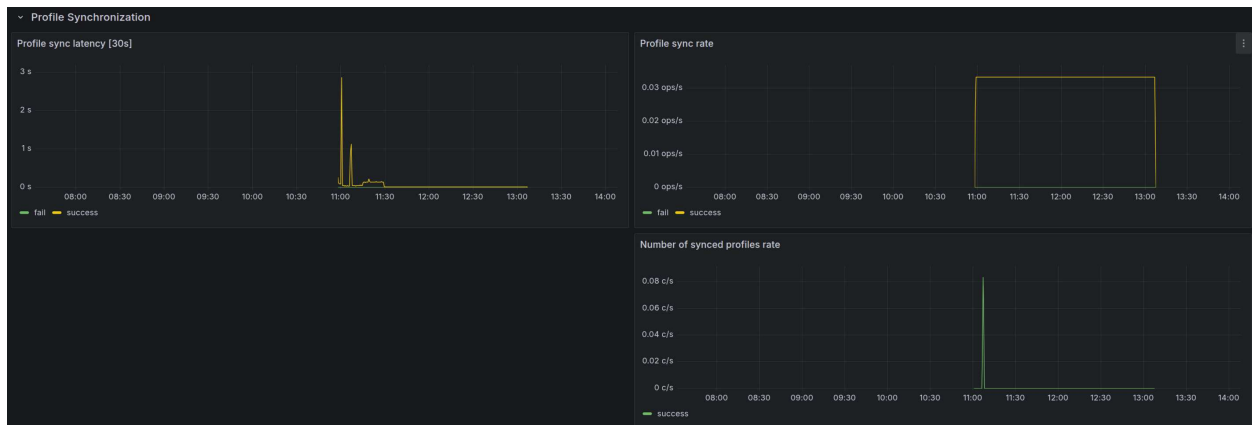 Profile Synchronization
Profile sync latency [30s]
3 s
2 s
1 s
0 s
08:00 08:30 09:00 09:30 10:00 10:30 11:00 11:30 12:00 12:30 13:00 13:30 14:00
fail success
Profile sync rate
0.03 ops/s
0.02 ops/s
0.01 ops/s
0 ops/s
08:00 08:30 09:00 09:30 10:00 10:30 11:00 11:30 12:00 12:30 13:00 13:30 14:00
fail success
Number of synced profiles rate
0.08 c/s
0.06 c/s
0.04 c/s
0.02 c/s
0 c/s
08:00 08:30 09:00 09:30 10:00 10:30 11:00 11:30 12:00 12:30 13:00 13:30 14:00
success